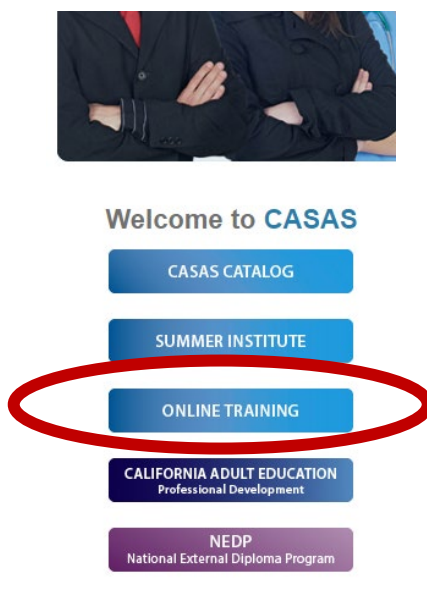 Welcome to CASAS
CASAS CATALOG
SUMMER INSTITUTE
ONLINE TRAINING
CALIFORNIA ADULT EDUCATION
Professional Development
NEDP
National External Diploma Program